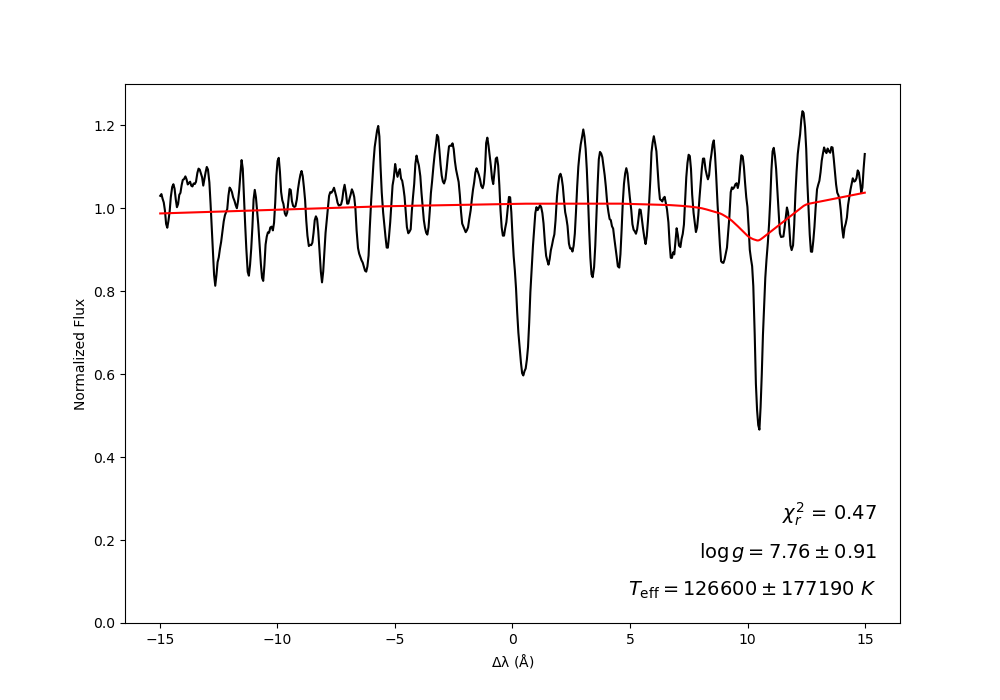 1.2
1.0
0.8
0.6
0.4
0.2
0.0
Normalized Flux
χ²ᵣ = 0.47
log g = 7.76 ± 0.91
T_eff = 126600 ± 177190 K
−15 −10 −5 0 5 10 15
Δλ (Å)